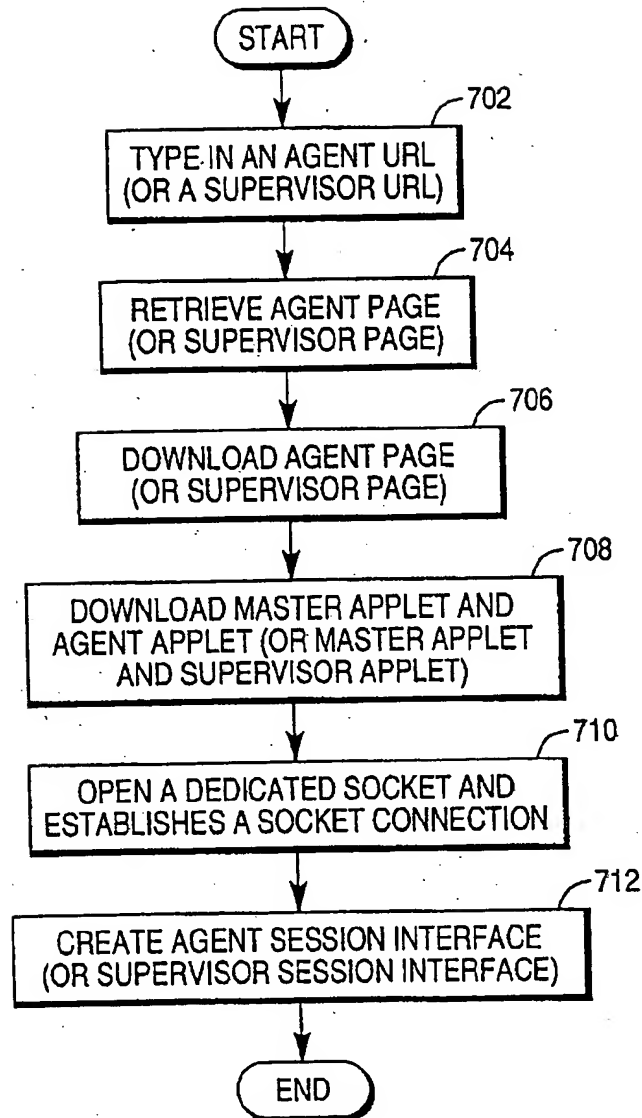 START
702
TYPE IN AN AGENT URL
(OR A SUPERVISOR URL)
704
RETRIEVE AGENT PAGE
(OR SUPERVISOR PAGE)
706
DOWNLOAD AGENT PAGE
(OR SUPERVISOR PAGE)
708
DOWNLOAD MASTER APPLET AND
AGENT APPLET (OR MASTER APPLET
AND SUPERVISOR APPLET)
710
OPEN A DEDICATED SOCKET AND
ESTABLISHES A SOCKET CONNECTION
712
CREATE AGENT SESSION INTERFACE
(OR SUPERVISOR SESSION INTERFACE)
END